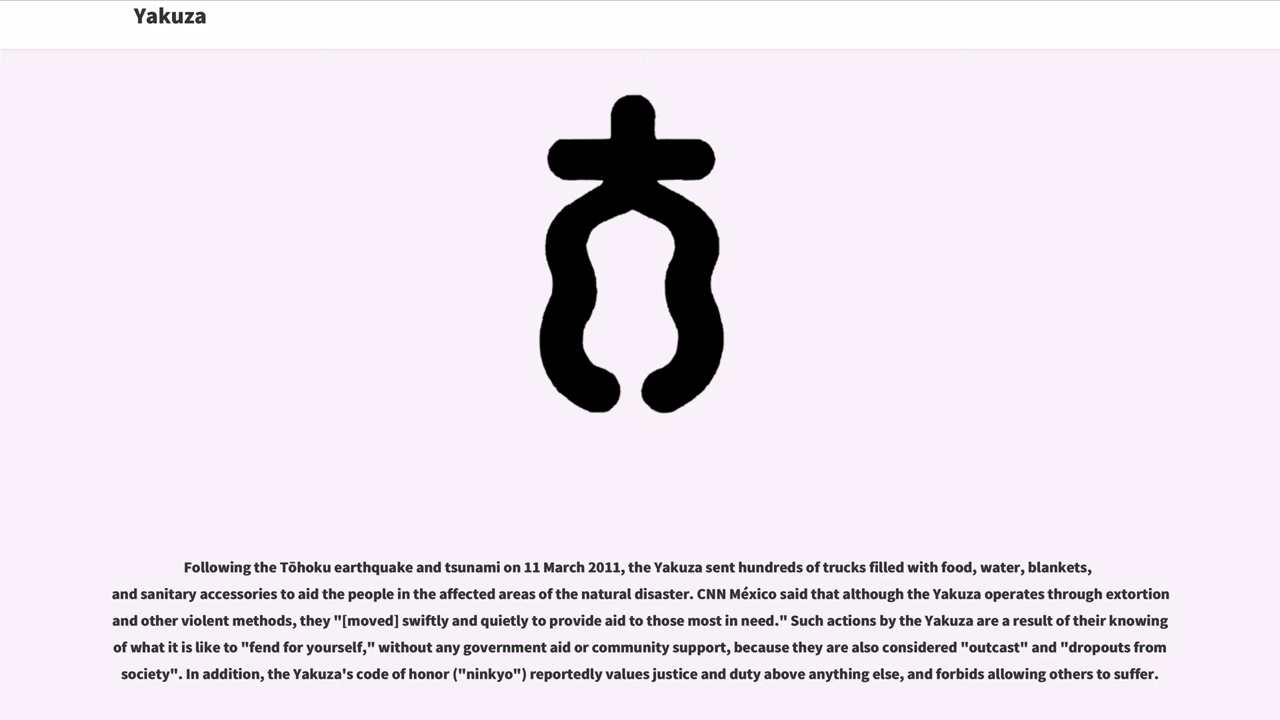 Yakuza
Following the Tōhoku earthquake and tsunami on 11 March 2011, the Yakuza sent hundreds of trucks filled with food, water, blankets,
and sanitary accessories to aid the people in the affected areas of the natural disaster. CNN México said that although the Yakuza operates through extortion
and other violent methods, they "[moved] swiftly and quietly to provide aid to those most in need." Such actions by the Yakuza are a result of their knowing
of what it is like to "fend for yourself," without any government aid or community support, because they are also considered "outcast" and "dropouts from
society". In addition, the Yakuza's code of honor ("ninkyo") reportedly values justice and duty above anything else, and forbids allowing others to suffer.